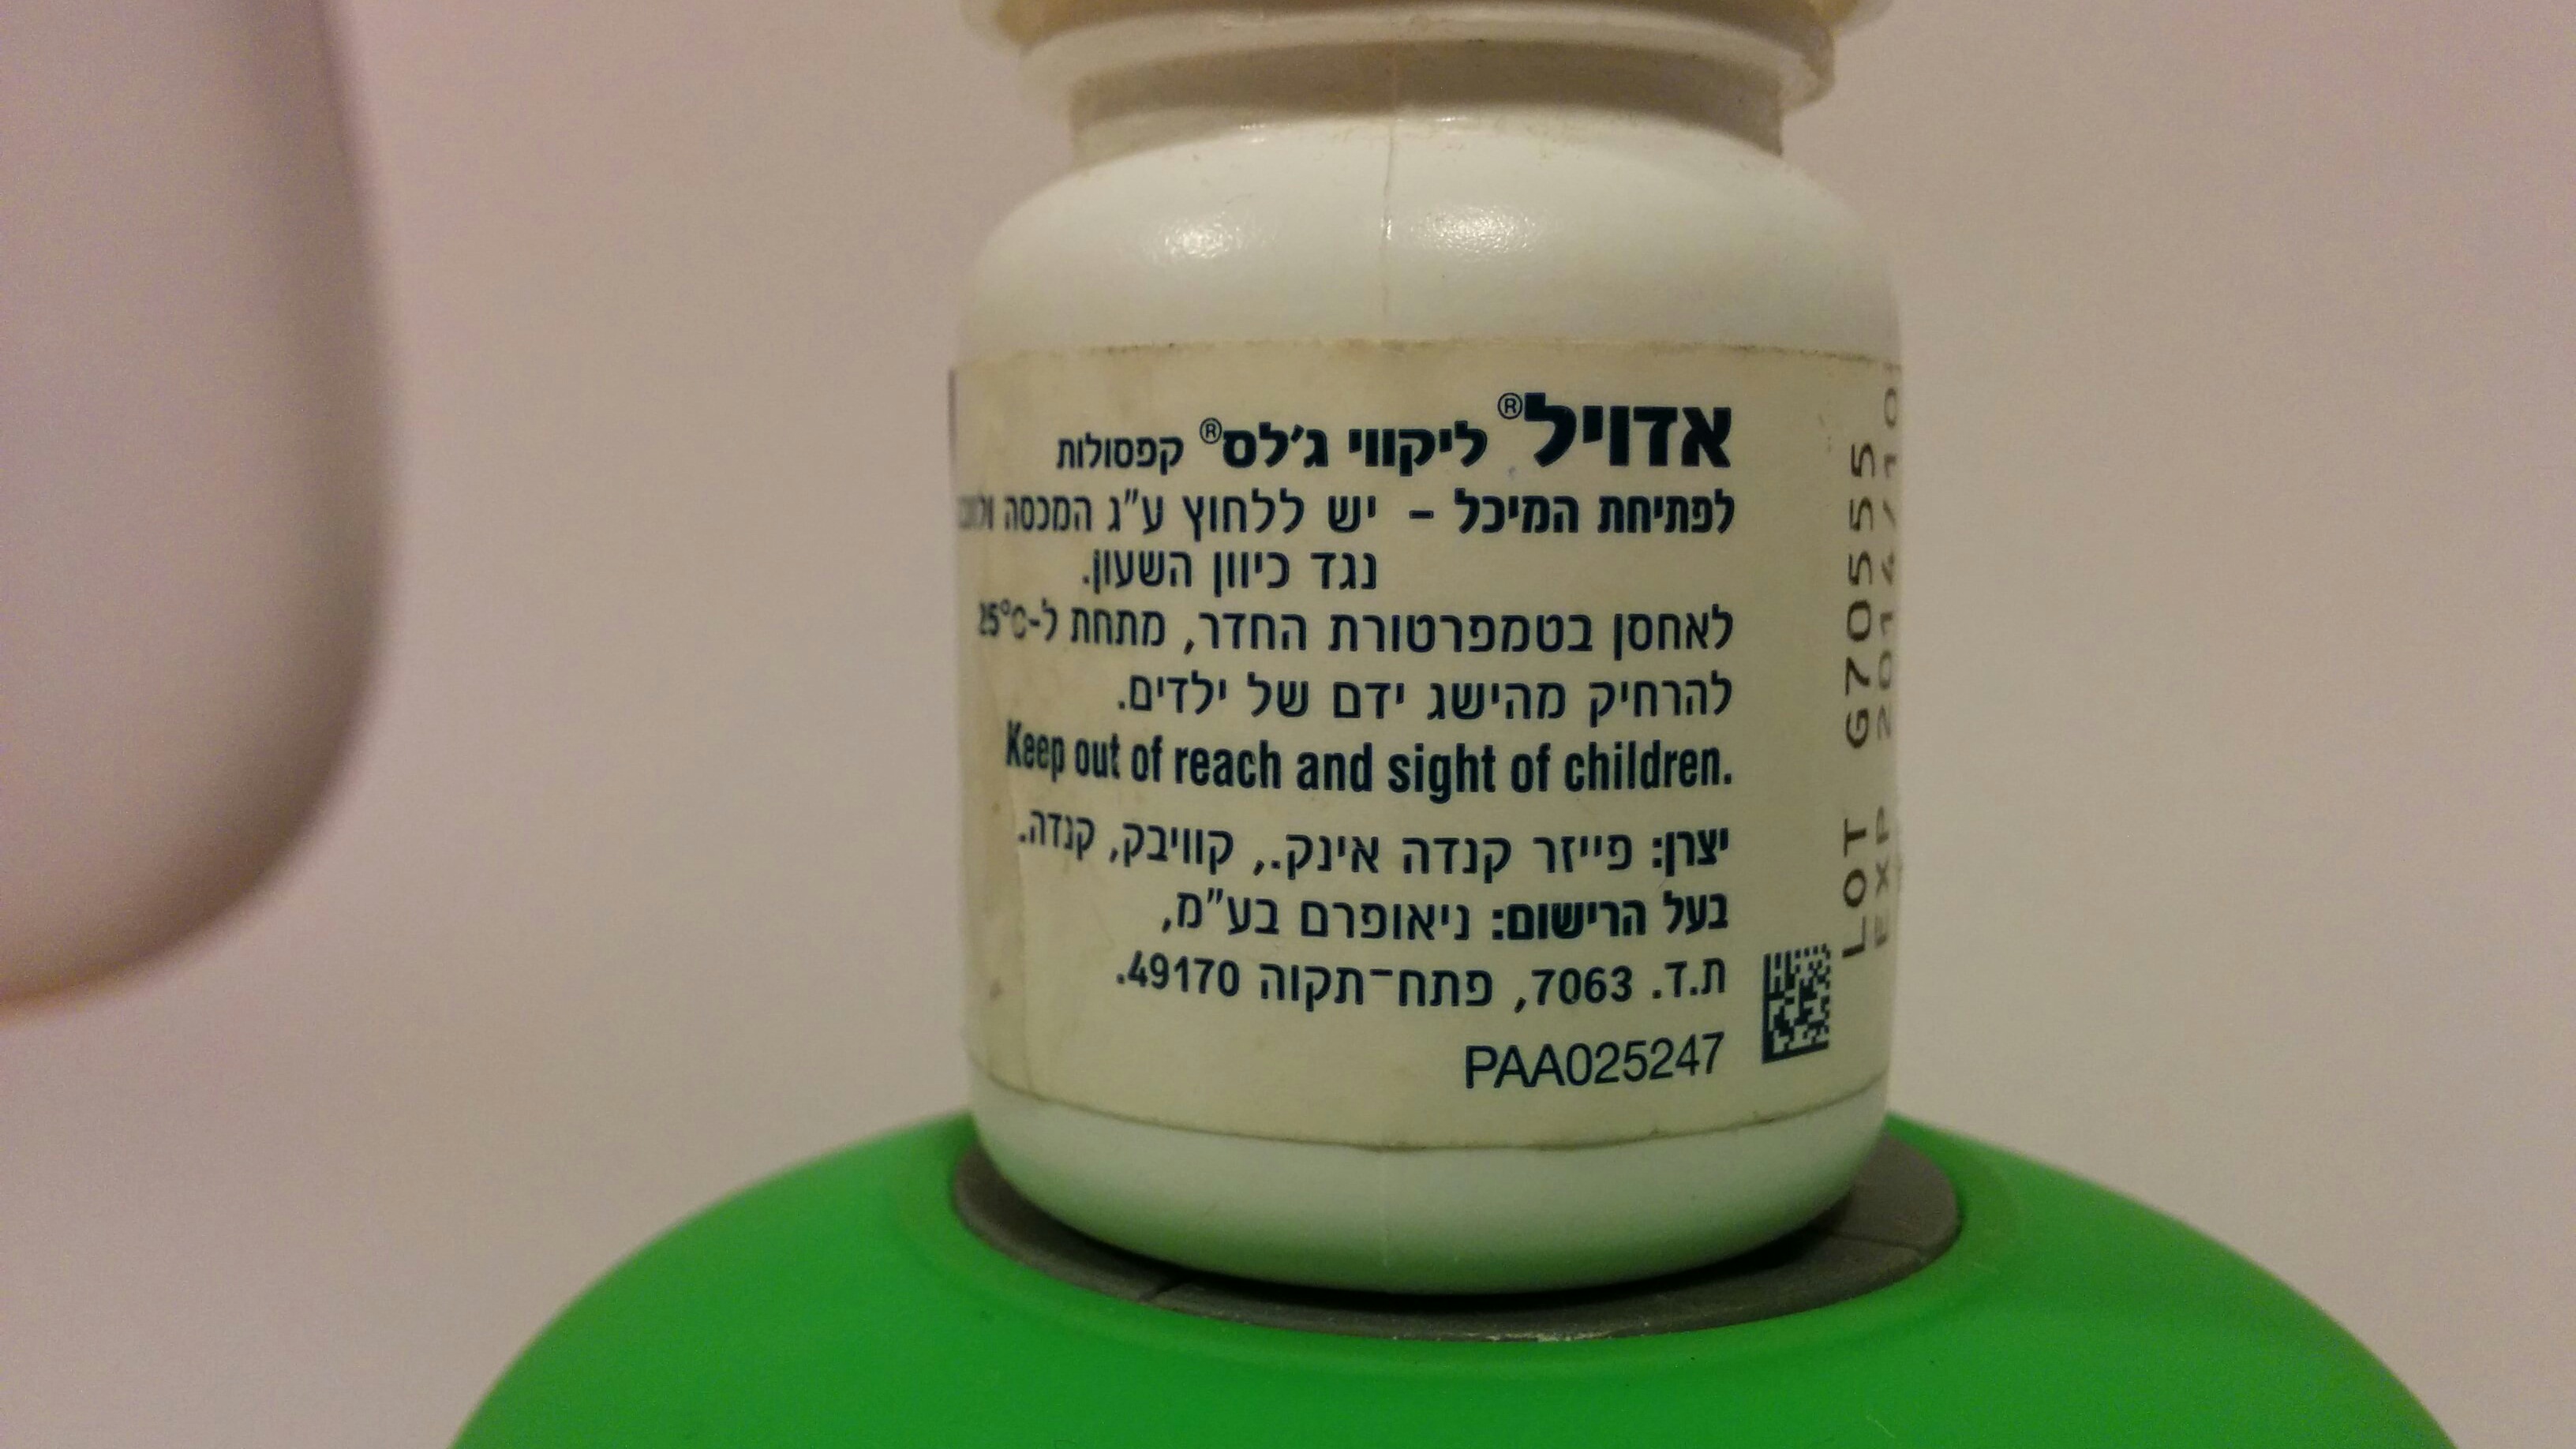 אדויל® ליקווי ג'לס® קפסולות
לפתיחת המיכל – יש ללחוץ ע"ג המכסה
נגד כיוון השעון.
לאחסן בטמפרטורת החדר, מתחת ל-25°C
להרחיק מהישג ידם של ילדים.
Keep out of reach and sight of children.
יצרן: פייזר קנדה אינק., קוויבק, קנדה.
בעל הרישום: ניאופרם בע"מ,
ת.ד. 7063, פתח-תקוה 49170.
PAA025247
LOT G70555
EXP 2014/10